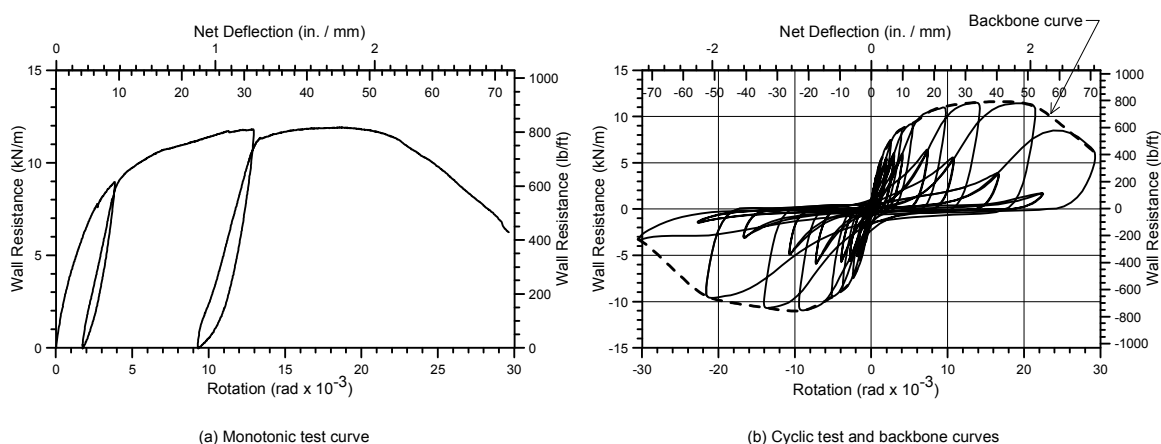 Net Deflection (in. / mm)
0 1 2
10 20 30 40 50 60 70
15
10
5
0
Wall Resistance (kN/m)
1000
800
600
400
200
0
Wall Resistance (lb/ft)
0 5 10 15 20 25 30
Rotation (rad x 10-3)
(a) Monotonic test curve
Backbone curve
Net Deflection (in. / mm)
-2 0 2
-70 -60 -50 -40 -30 -20 -10 0 10 20 30 40 50 60 70
15
10
5
0
-5
-10
-15
Wall Resistance (kN/m)
1000
800
600
400
200
0
-200
-400
-600
-800
-1000
Wall Resistance (lb/ft)
-30 -20 -10 0 10 20 30
Rotation (rad x 10-3)
(b) Cyclic test and backbone curves